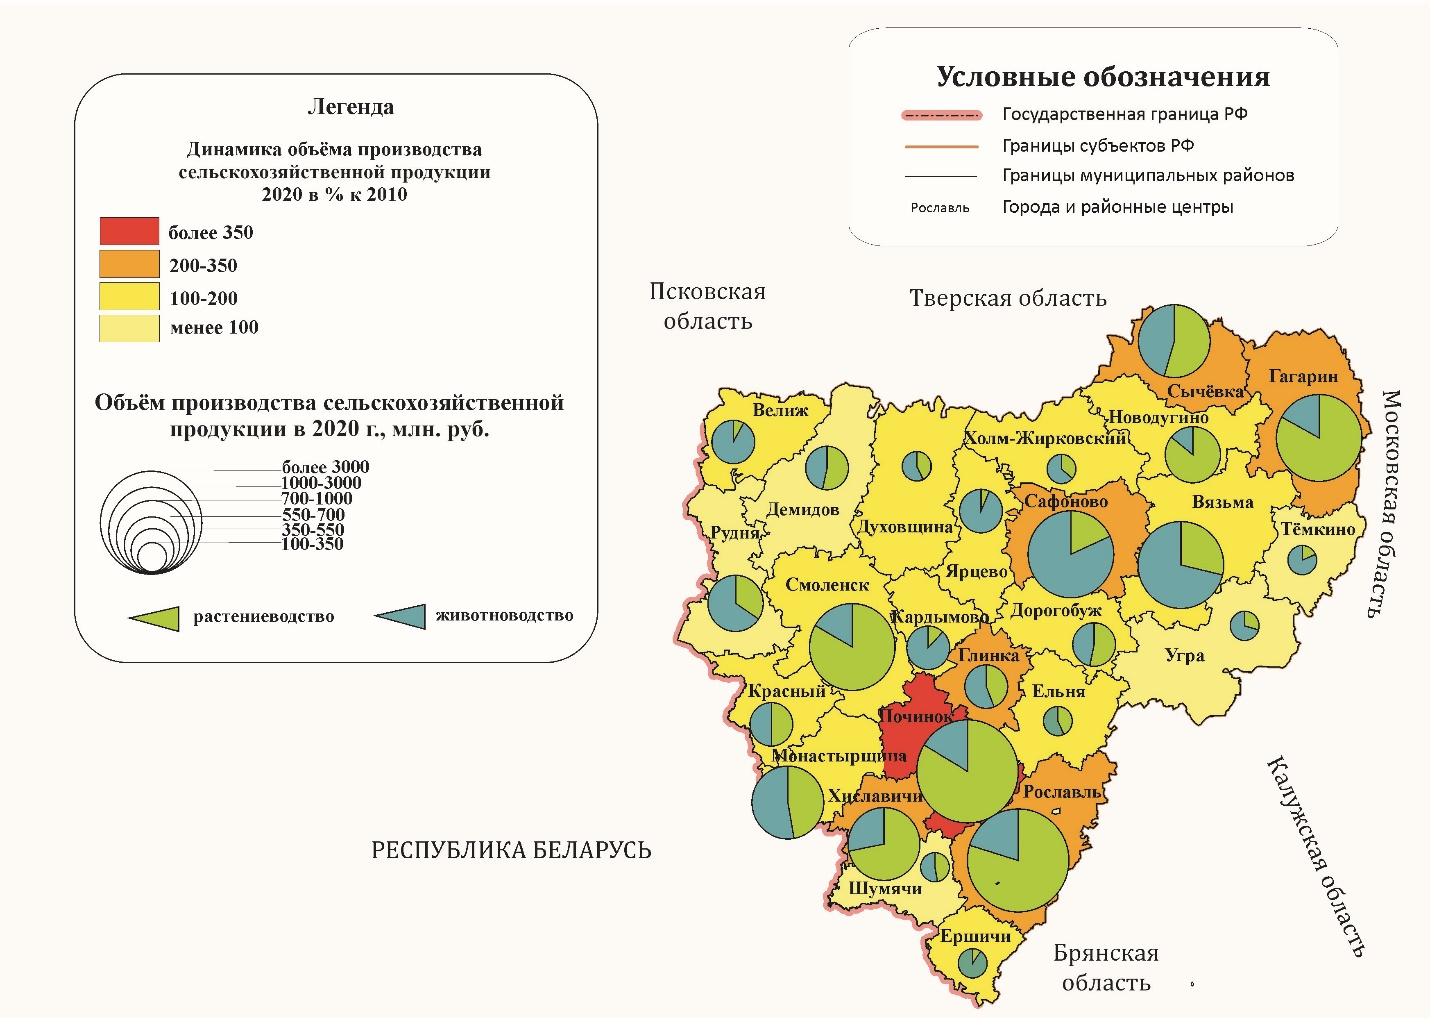 Легенда
Динамика объёма производства
сельскохозяйственной продукции
2020 в % к 2010
более 350
200-350
100-200
менее 100
Объём производства сельскохозяйственной
продукции в 2020 г., млн. руб.
более 3000
1000-3000
700-1000
550-700
350-550
100-350
растениеводство
животноводство
Условные обозначения
Государственная граница РФ
Границы субъектов РФ
Границы муниципальных районов
Рославль
Города и районные центры
Псковская
область
Тверская область
Московская область
Калужская область
Брянская
область
РЕСПУБЛИКА БЕЛАРУСЬ
Сычёвка
Гагарин
Велиж
Новодугино
Холм-Жирковский
Сафоново
Вязьма
Демидов
Духовщина
Тёмкино
Рудня
Ярцево
Смоленск
Кардымово
Дорогобуж
Глинка
Угра
Красный
Ельня
Починок
Монастырщина
Хиславичи
Рославль
Шумячи
Ершичи